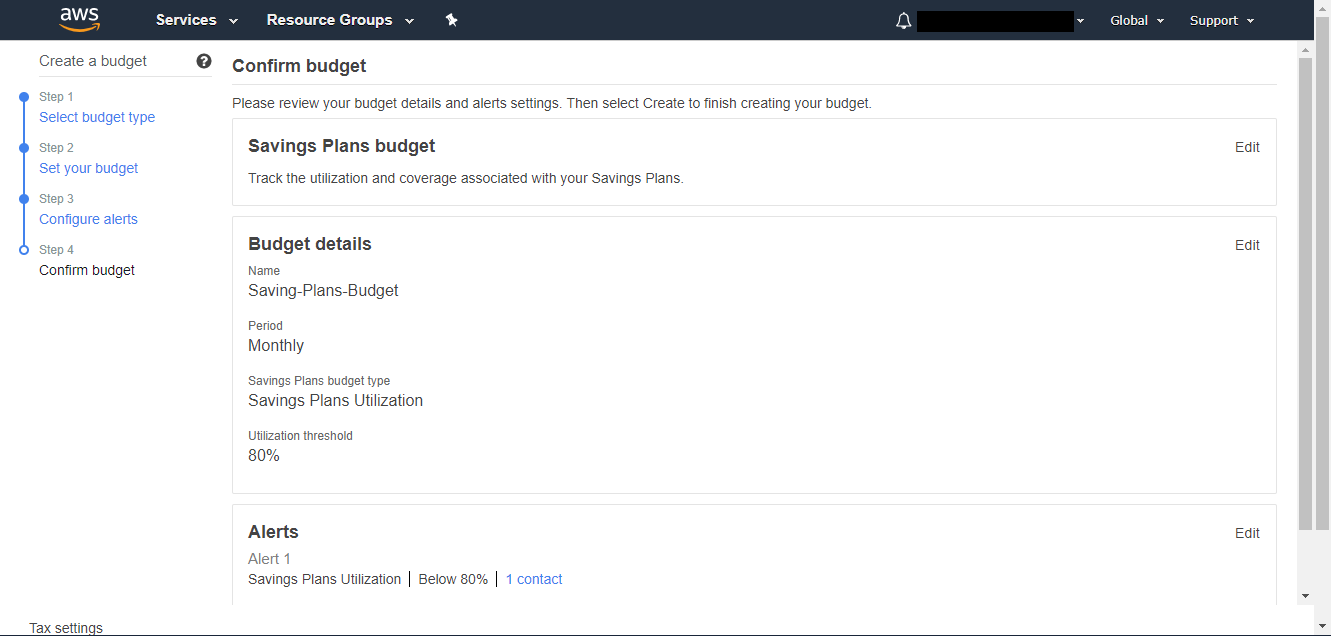 aws Services Resource Groups Global Support
Create a budget ?
Step 1
Select budget type
Step 2
Set your budget
Step 3
Configure alerts
Step 4
Confirm budget
Confirm budget
Please review your budget details and alerts settings. Then select Create to finish creating your budget.
Savings Plans budget Edit
Track the utilization and coverage associated with your Savings Plans.
Budget details Edit
Name
Saving-Plans-Budget
Period
Monthly
Savings Plans budget type
Savings Plans Utilization
Utilization threshold
80%
Alerts Edit
Alert 1
Savings Plans Utilization | Below 80% | 1 contact
Tax settings